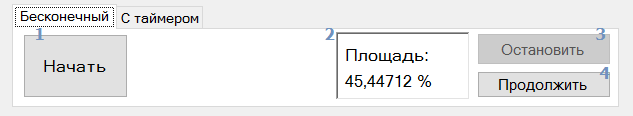 Бесконечный С таймером
1 2 3
Начать Площадь: Остановить
45,44712 % 4
Продолжить